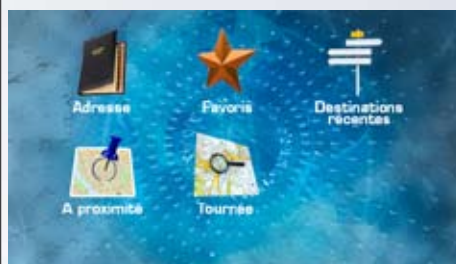 Adresse
Favoris
Destinations
récentes
A proximité
Tournée